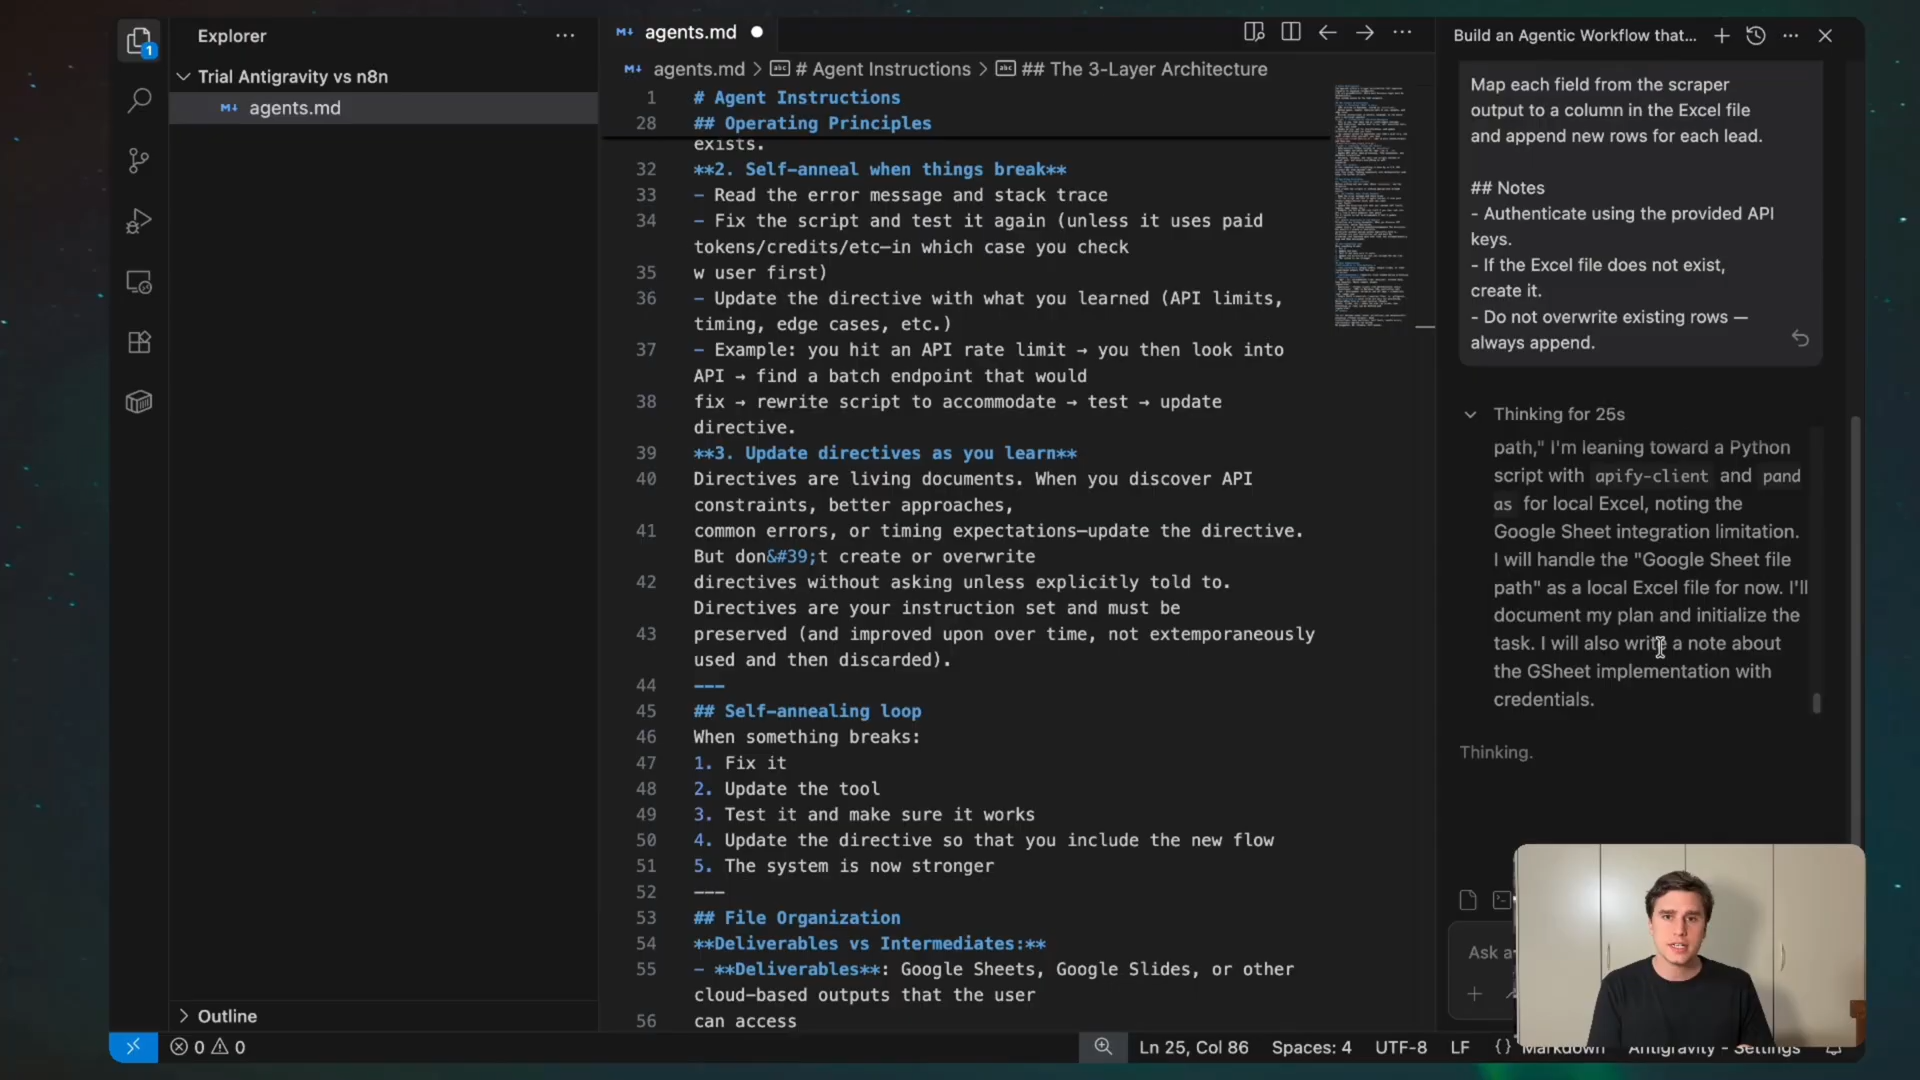 Explorer
Trial Antigravity vs n8n
agents.md
Outline
1
agents.md
agents.md > # Agent Instructions > ## The 3-Layer Architecture
1 # Agent Instructions
28 ## Operating Principles
exists.
32 **2. Self-anneal when things break**
33 - Read the error message and stack trace
34 - Fix the script and test it again (unless it uses paid
tokens/credits/etc—in which case you check
35 w user first)
36 - Update the directive with what you learned (API limits,
timing, edge cases, etc.)
37 - Example: you hit an API rate limit → you then look into
API → find a batch endpoint that would
38 fix → rewrite script to accommodate → test → update
directive.
39 **3. Update directives as you learn**
40 Directives are living documents. When you discover API
constraints, better approaches,
41 common errors, or timing expectations—update the directive.
But don&#39;t create or overwrite
42 directives without asking unless explicitly told to.
Directives are your instruction set and must be
43 preserved (and improved upon over time, not extemporaneously
used and then discarded).
44 ---
45 ## Self-annealing loop
46 When something breaks:
47 1. Fix it
48 2. Update the tool
49 3. Test it and make sure it works
50 4. Update the directive so that you include the new flow
51 5. The system is now stronger
52 ---
53 ## File Organization
54 **Deliverables vs Intermediates:**
55 - **Deliverables**: Google Sheets, Google Slides, or other
cloud-based outputs that the user
56 can access
Build an Agentic Workflow that...
Map each field from the scraper
output to a column in the Excel file
and append new rows for each lead.
## Notes
- Authenticate using the provided API
keys.
- If the Excel file does not exist,
create it.
- Do not overwrite existing rows —
always append.
Thinking for 25s
path," I'm leaning toward a Python
script with apify-client and pand
as for local Excel, noting the
Google Sheet integration limitation.
I will handle the "Google Sheet file
path" as a local Excel file for now. I'll
document my plan and initialize the
task. I will also write a note about
the GSheet implementation with
credentials.
Thinking.
Ask a
0 0
Ln 25, Col 86 Spaces: 4 UTF-8 LF {} Markdown Antigravity - Settings